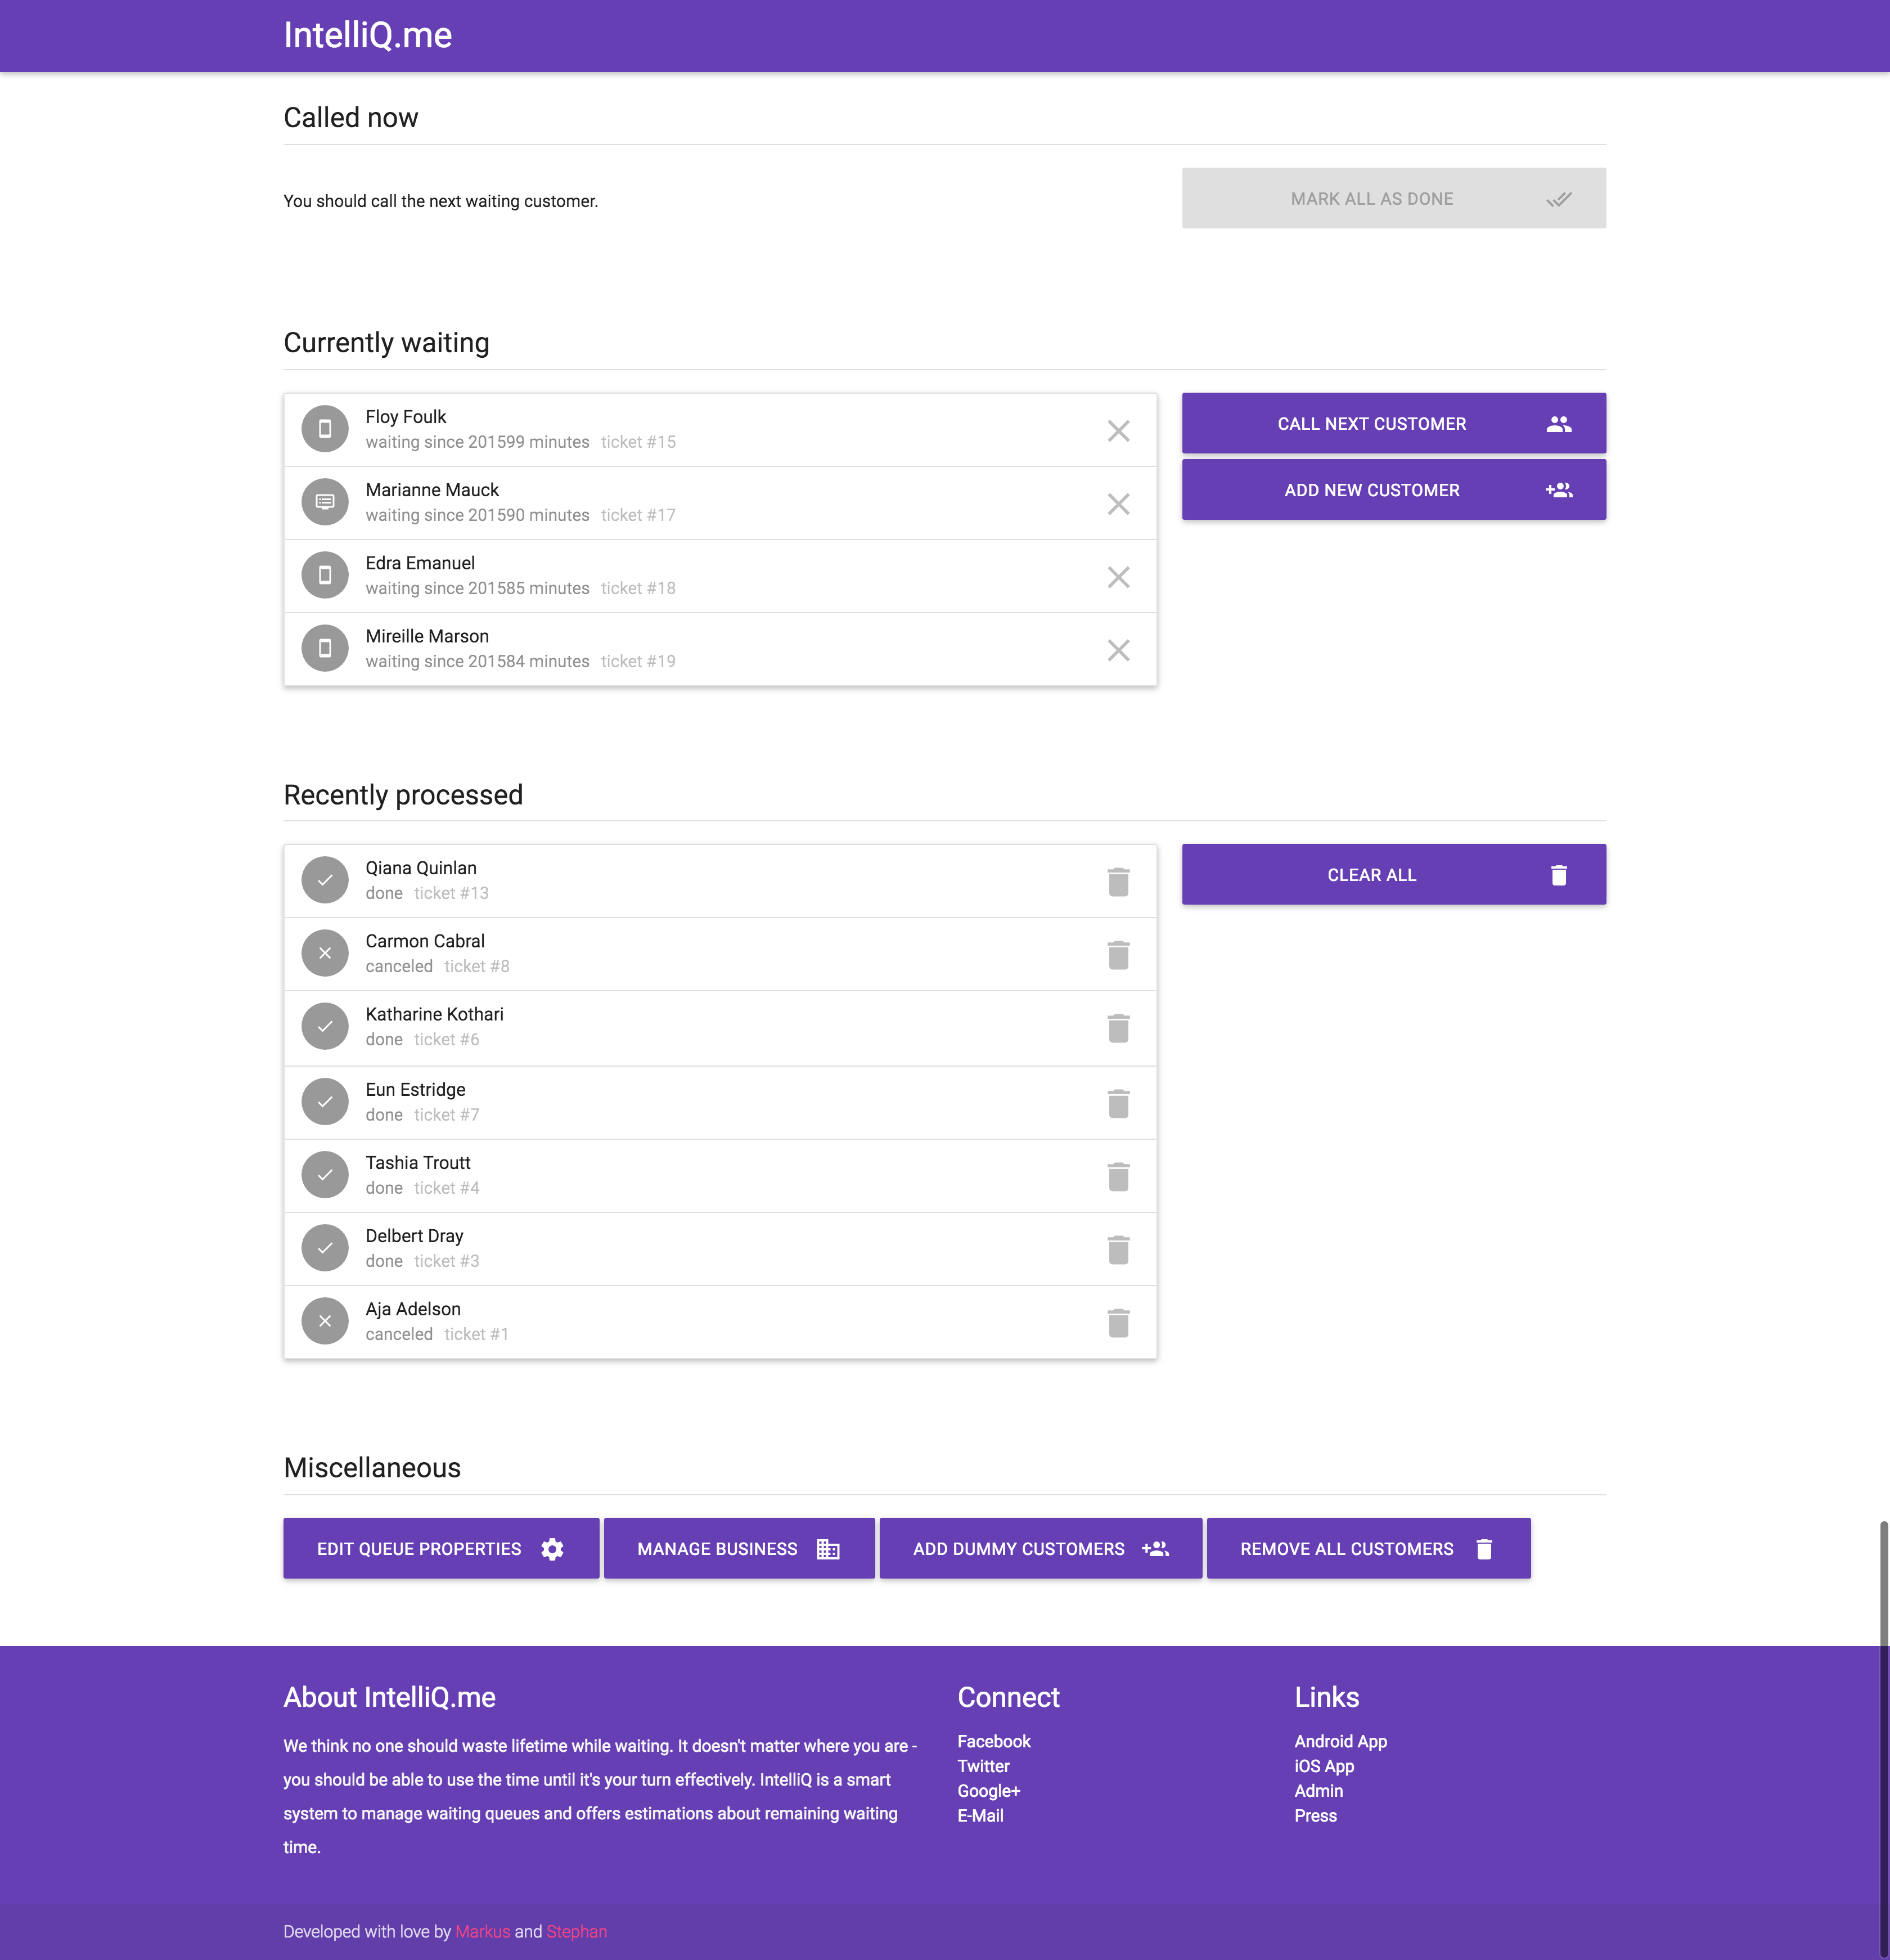 IntelliQ.me
Called now
You should call the next waiting customer.
MARK ALL AS DONE
Currently waiting
Floy Foulk
waiting since 201599 minutes ticket #15
Marianne Mauck
waiting since 201590 minutes ticket #17
Edra Emanuel
waiting since 201585 minutes ticket #18
Mireille Marson
waiting since 201584 minutes ticket #19
CALL NEXT CUSTOMER
ADD NEW CUSTOMER
Recently processed
Qiana Quinlan
done ticket #13
Carmon Cabral
canceled ticket #8
Katharine Kothari
done ticket #6
Eun Estridge
done ticket #7
Tashia Troutt
done ticket #4
Delbert Dray
done ticket #3
Aja Adelson
canceled ticket #1
CLEAR ALL
Miscellaneous
EDIT QUEUE PROPERTIES
MANAGE BUSINESS
ADD DUMMY CUSTOMERS
REMOVE ALL CUSTOMERS
About IntelliQ.me
We think no one should waste lifetime while waiting. It doesn't matter where you are -
you should be able to use the time until it's your turn effectively. IntelliQ is a smart
system to manage waiting queues and offers estimations about remaining waiting
time.
Connect
Facebook
Twitter
Google+
E-Mail
Links
Android App
iOS App
Admin
Press
Developed with love by Markus and Stephan